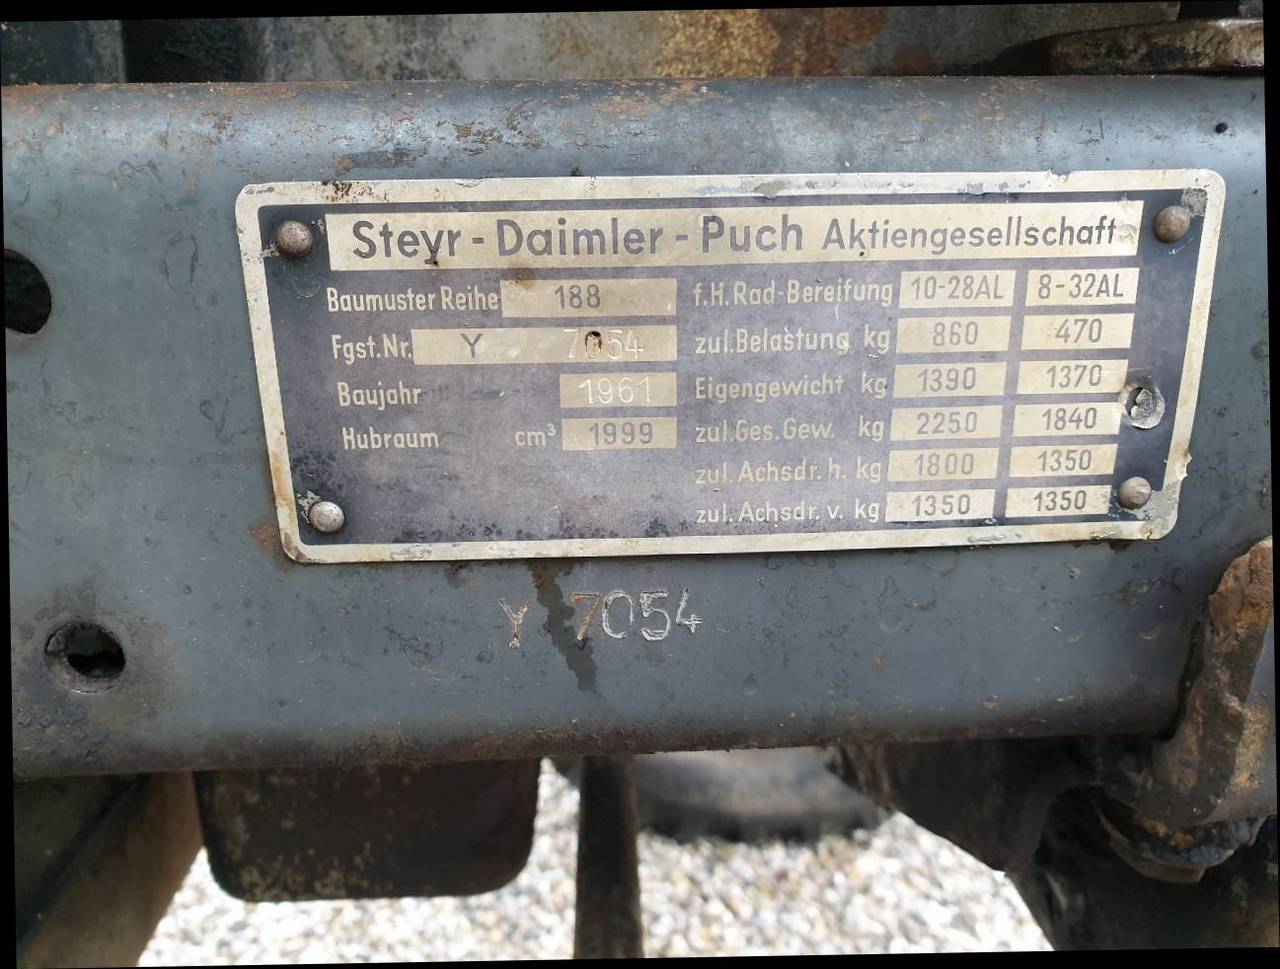 Steyr-Daimler-Puch Aktiengesellschaft
Baumuster Reihe 188 f.H.Rad-Bereifung 10-28AL 8-32AL
Fgst.Nr. Y 7054 zul.Belastung kg 860 470
Baujahr 1961 Eigengewicht kg 1390 1370
Hubraum cm³ 1999 zul.Ges.Gew. kg 2250 1840
zul.Achsdr.h. kg 1800 1350
zul.Achsdr.v. kg 1350 1350
Y 7054